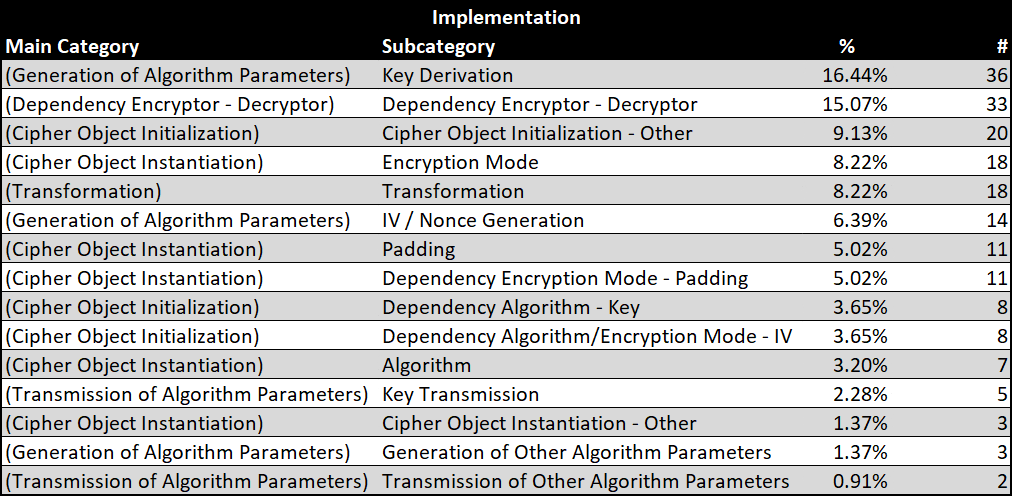 Implementation
Main Category Subcategory % #
(Generation of Algorithm Parameters) Key Derivation 16.44% 36
(Dependency Encryptor - Decryptor) Dependency Encryptor - Decryptor 15.07% 33
(Cipher Object Initialization) Cipher Object Initialization - Other 9.13% 20
(Cipher Object Instantiation) Encryption Mode 8.22% 18
(Transformation) Transformation 8.22% 18
(Generation of Algorithm Parameters) IV / Nonce Generation 6.39% 14
(Cipher Object Instantiation) Padding 5.02% 11
(Cipher Object Instantiation) Dependency Encryption Mode - Padding 5.02% 11
(Cipher Object Initialization) Dependency Algorithm - Key 3.65% 8
(Cipher Object Initialization) Dependency Algorithm/Encryption Mode - IV 3.65% 8
(Cipher Object Instantiation) Algorithm 3.20% 7
(Transmission of Algorithm Parameters) Key Transmission 2.28% 5
(Cipher Object Instantiation) Cipher Object Instantiation - Other 1.37% 3
(Generation of Algorithm Parameters) Generation of Other Algorithm Parameters 1.37% 3
(Transmission of Algorithm Parameters) Transmission of Other Algorithm Parameters 0.91% 2